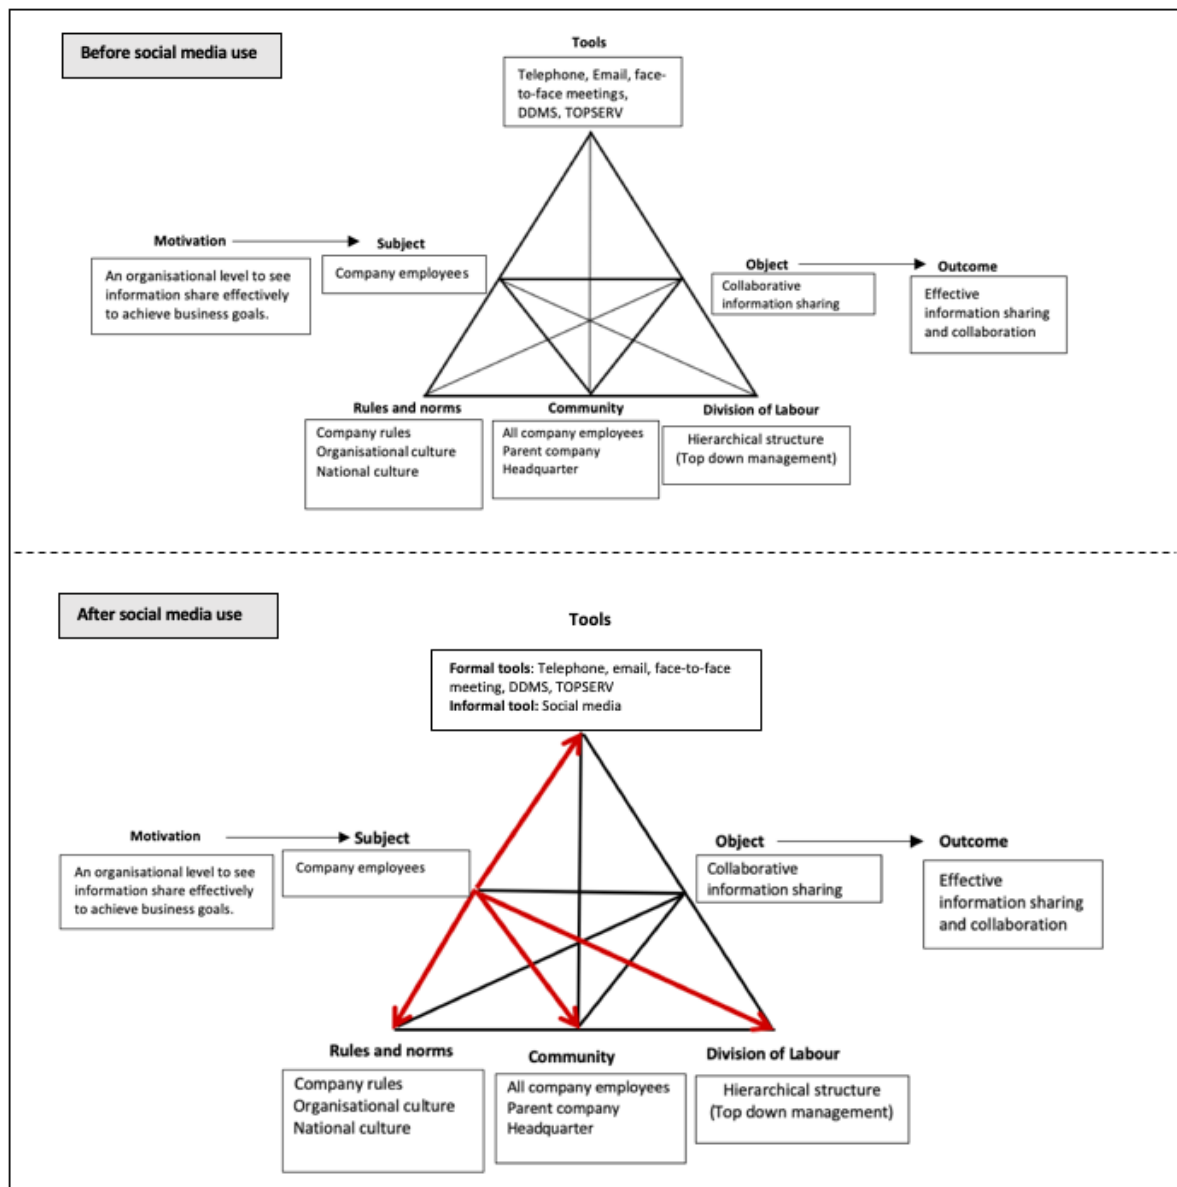 Before social media use
Tools
Telephone, Email, face-
to-face meetings,
DDMS, TOPSERV
Motivation
Subject
An organisational level to see
information share effectively
to achieve business goals.
Company employees
Object
Outcome
Collaborative
information sharing
Effective
information sharing
and collaboration
Rules and norms
Community
Division of Labour
Company rules
Organisational culture
National culture
All company employees
Parent company
Headquarter
Hierarchical structure
(Top down management)
After social media use
Tools
Formal tools: Telephone, email, face-to-face
meeting, DDMS, TOPSERV
Informal tool: Social media
Motivation
Subject
An organisational level to see
information share effectively
to achieve business goals.
Company employees
Object
Outcome
Collaborative
information sharing
Effective
information sharing
and collaboration
Rules and norms
Community
Division of Labour
Company rules
Organisational culture
National culture
All company employees
Parent company
Headquarter
Hierarchical structure
(Top down management)